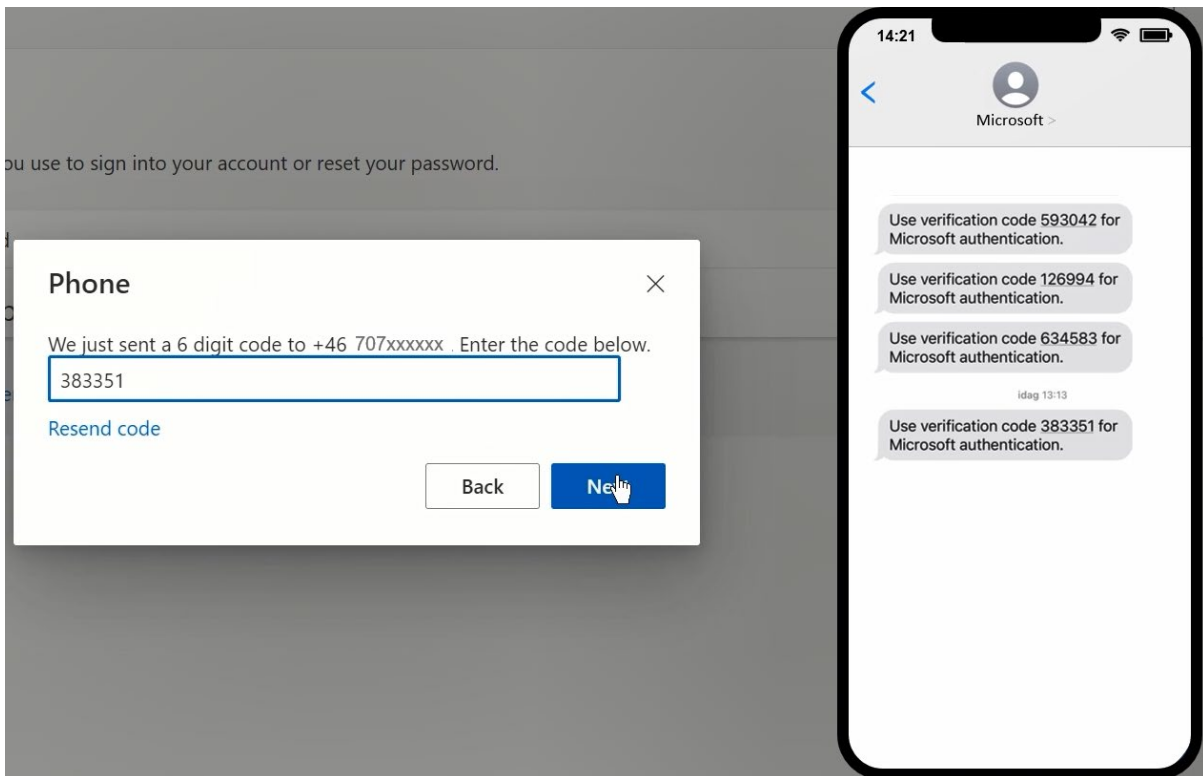 ou use to sign into your account or reset your password.
Phone
We just sent a 6 digit code to +46 707xxxxxx . Enter the code below.
383351
Resend code
Back
14:21
Microsoft >
Use verification code 593042 for
Microsoft authentication.
Use verification code 126994 for
Microsoft authentication.
Use verification code 634583 for
Microsoft authentication.
idag 13:13
Use verification code 383351 for
Microsoft authentication.